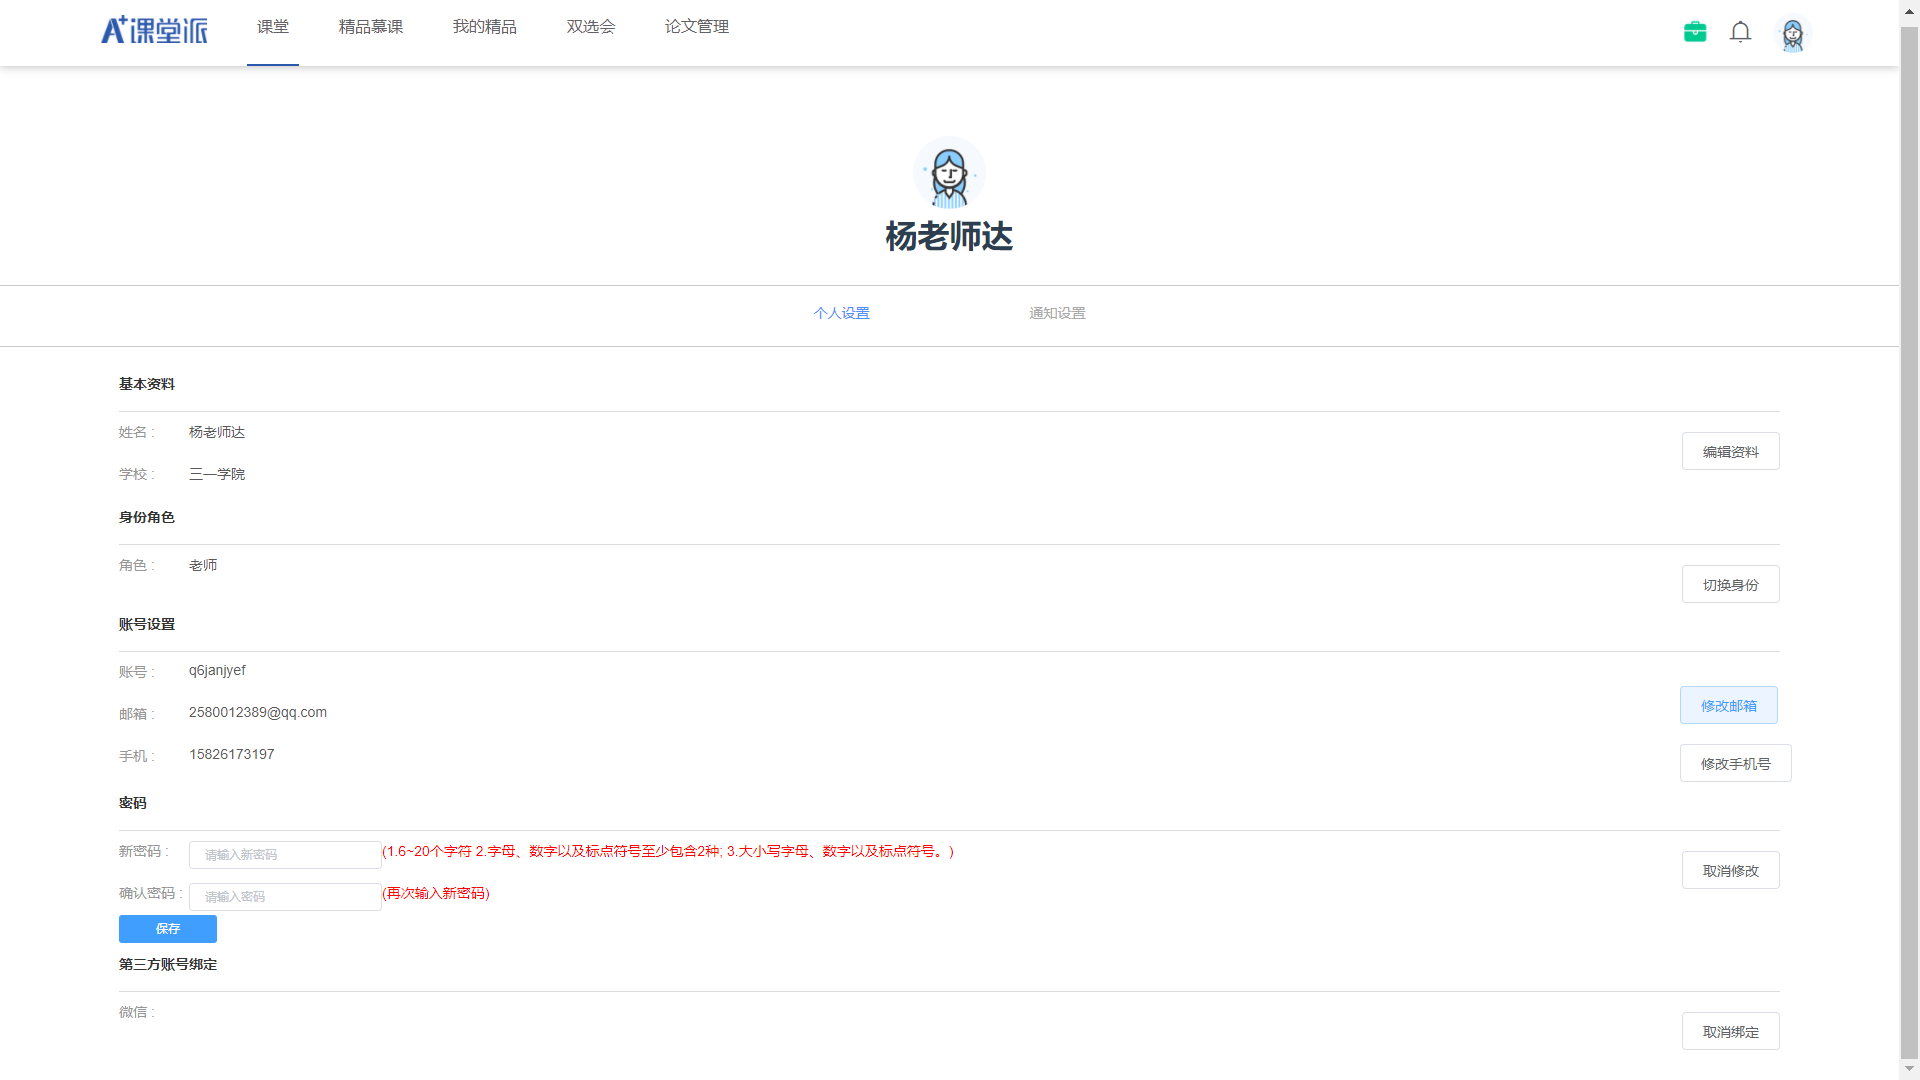 A+课堂派 课堂 精品慕课 我的精品 双选会 论文管理
杨老师达
个人设置 通知设置
基本资料
姓名 : 杨老师达
编辑资料
学校 : 三一学院
身份角色
角色 : 老师
切换身份
账号设置
账号 : q6janjyef
邮箱 : 2580012389@qq.com
修改邮箱
手机 : 15826173197
修改手机号
密码
新密码 : 请输入新密码 (1.6~20个字符 2.字母、数字以及标点符号至少包含2种; 3.大小写字母、数字以及标点符号。)
取消修改
确认密码 : 请输入密码 (再次输入新密码)
保存
第三方账号绑定
微信 :
取消绑定